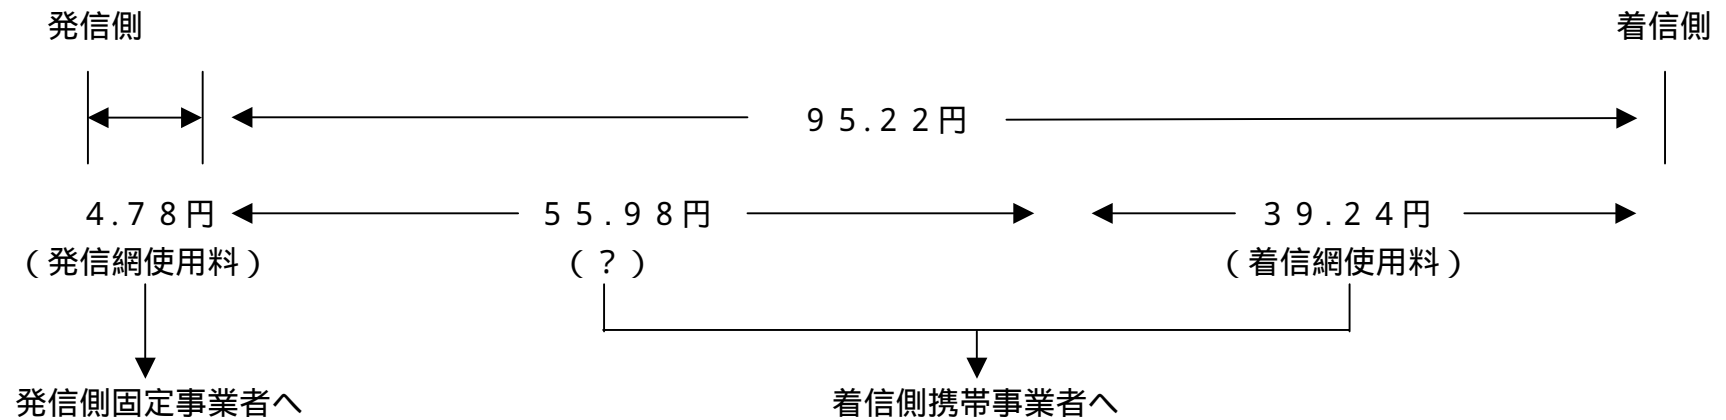 発信側 着信側
９５.２２円
４.７８円 ５５.９８円 ３９.２４円
（発信網使用料） （？） （着信網使用料）
発信側固定事業者へ 着信側携帯事業者へ